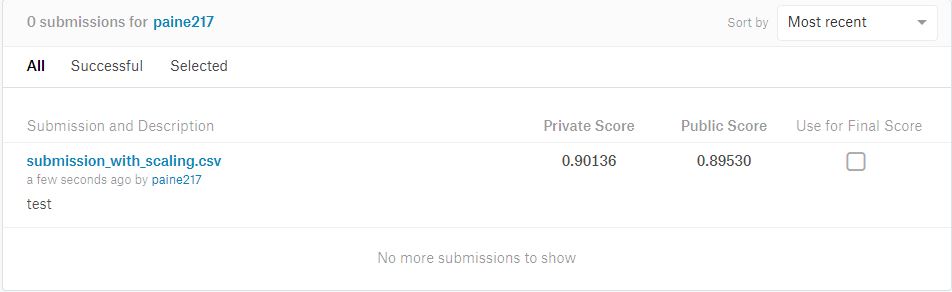 0 submissions for paine217 Sort by Most recent
All Successful Selected
Submission and Description Private Score Public Score Use for Final Score
submission_with_scaling.csv 0.90136 0.89530
a few seconds ago by paine217
test
No more submissions to show